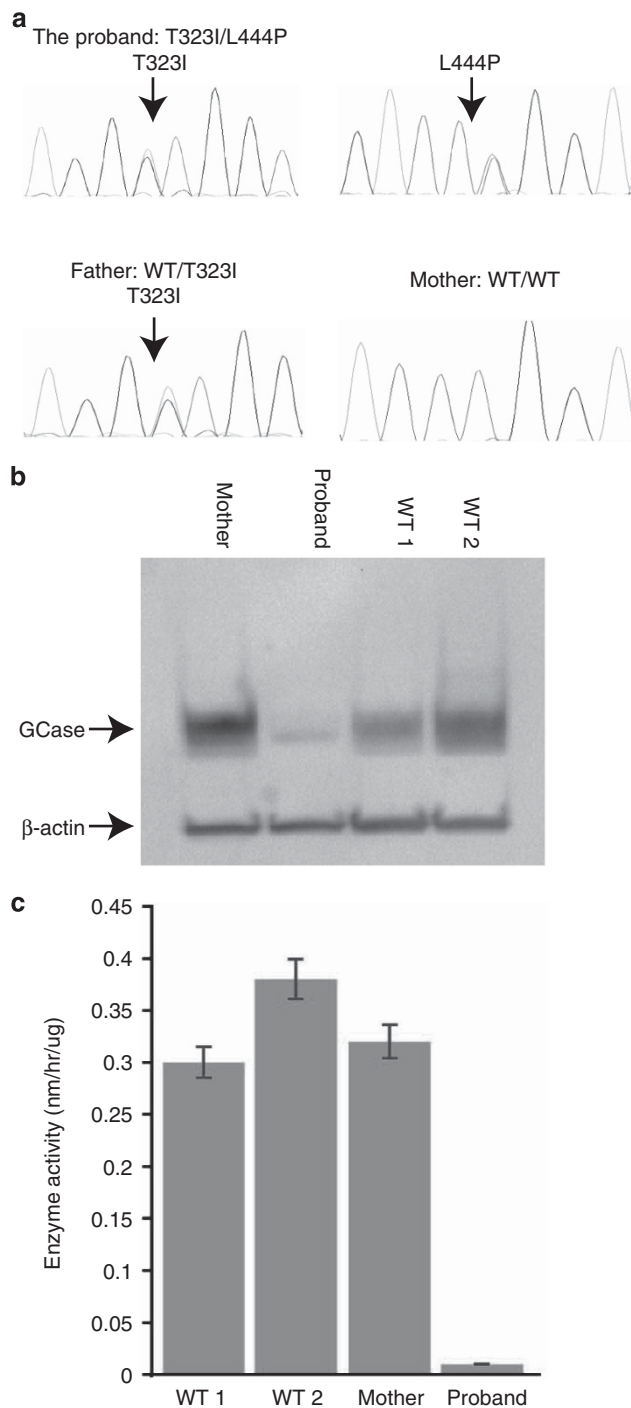 a
The proband: T323I/L444P
T323I
L444P
Father: WT/T323I
T323I
Mother: WT/WT
b
Mother
Proband
WT 1
WT 2
GCase
β-actin
c
Enzyme activity (nm/hr/ug)
0.45
0.4
0.35
0.3
0.25
0.2
0.15
0.1
0.05
0
WT 1 WT 2 Mother Proband